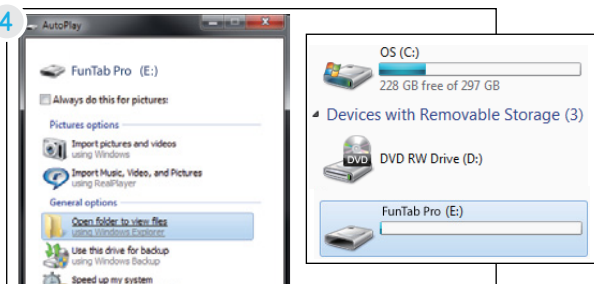 4
AutoPlay
FunTab Pro (E:)
Always do this for pictures:
Pictures options
Import pictures and videos
using Windows
Import Music, Video, and Pictures
using RealPlayer
General options
Open folder to view files
using Windows Explorer
Use this drive for backup
using Windows Backup
Speed up my system
OS (C:)
228 GB free of 297 GB
Devices with Removable Storage (3)
DVD
DVD RW Drive (D:)
FunTab Pro (E:)